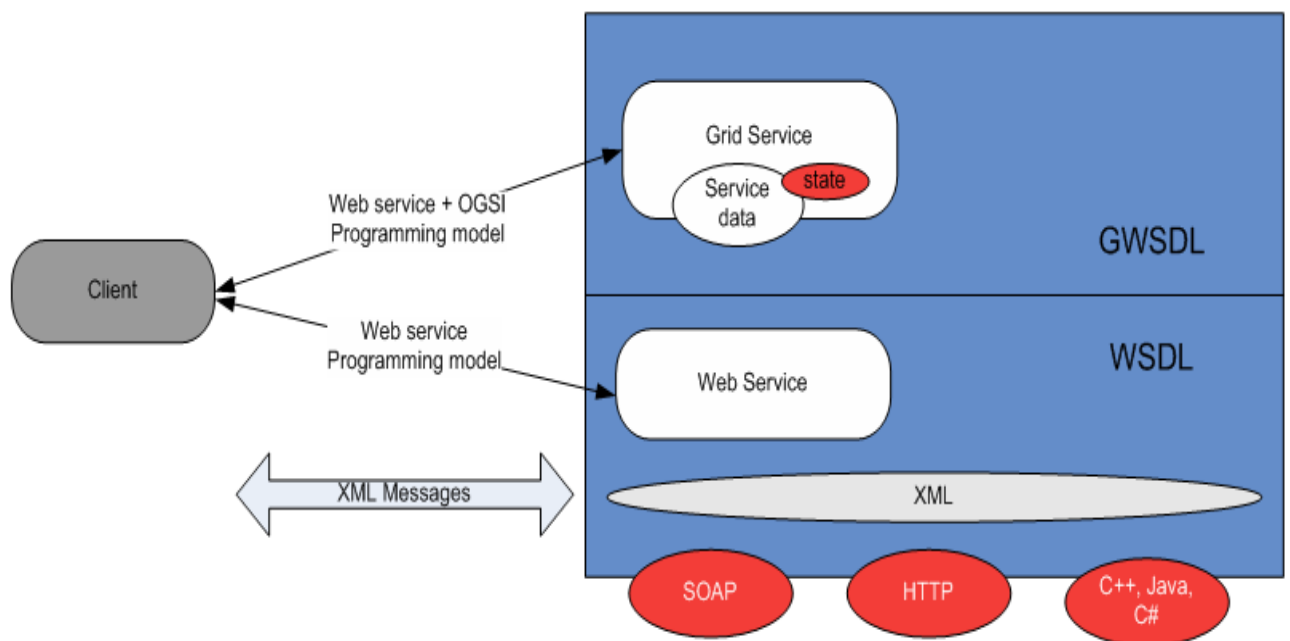 Grid Service
Service
data
state
Web service + OGSI
Programming model
GWSDL
Client
Web service
Programming model
WSDL
Web Service
XML Messages
XML
SOAP
HTTP
C++, Java,
C#